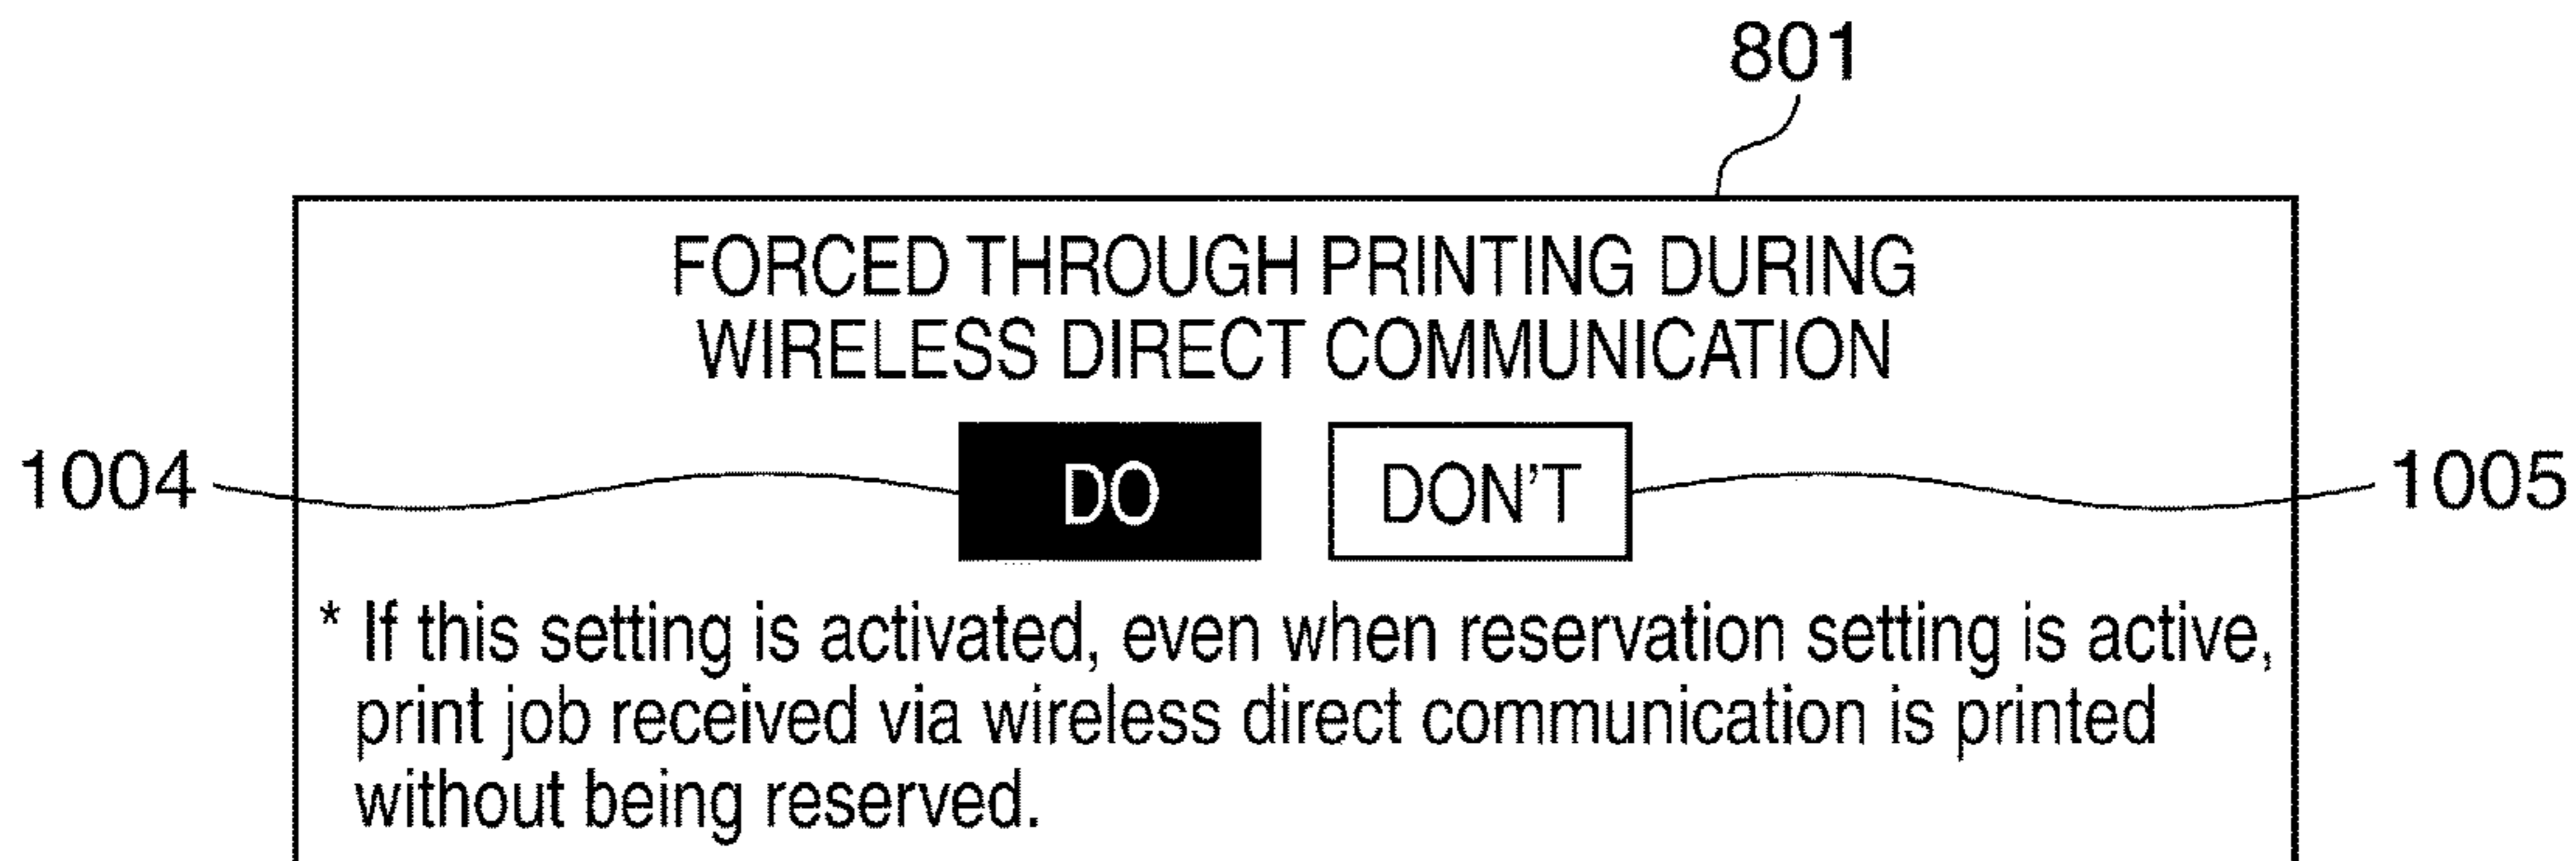 801
FORCED THROUGH PRINTING DURING
WIRELESS DIRECT COMMUNICATION
1004 DO DON'T 1005
* If this setting is activated, even when reservation setting is active,
print job received via wireless direct communication is printed
without being reserved.